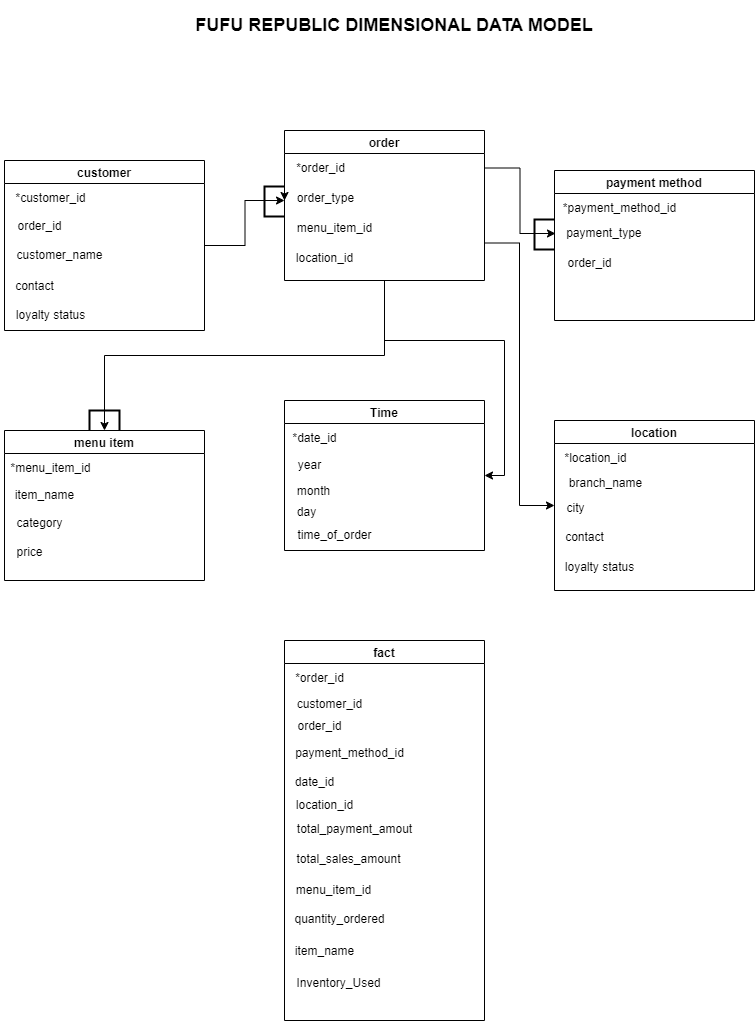 FUFU REPUBLIC DIMENSIONAL DATA MODEL
order
*order_id
order_type
menu_item_id
location_id
customer
*customer_id
order_id
customer_name
contact
loyalty status
payment method
*payment_method_id
payment_type
order_id
menu item
*menu_item_id
item_name
category
price
Time
*date_id
year
month
day
time_of_order
location
*location_id
branch_name
city
contact
loyalty status
fact
*order_id
customer_id
order_id
payment_method_id
date_id
location_id
total_payment_amout
total_sales_amount
menu_item_id
quantity_ordered
item_name
Inventory_Used